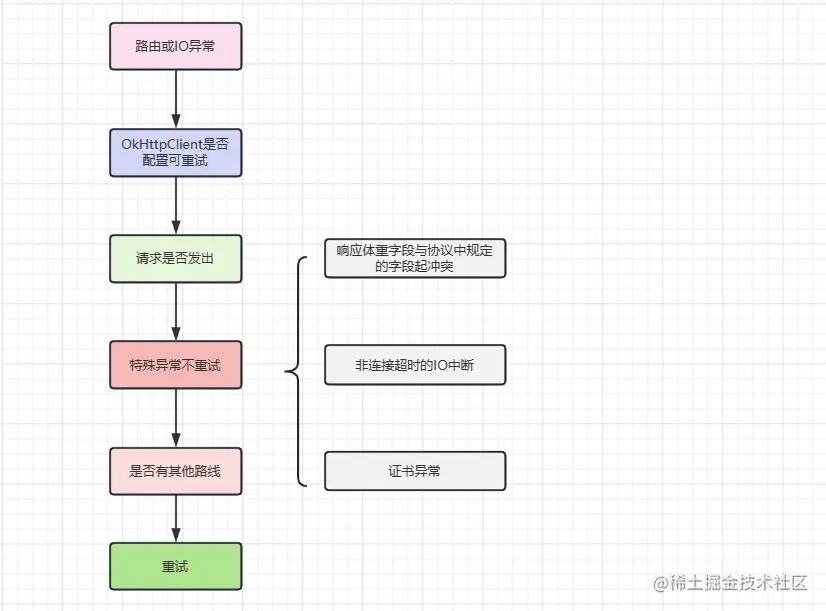 路由或IO异常
OkHttpClient是否
配置可重试
请求是否发出
响应体重字段与协议中规定
的字段起冲突
特殊异常不重试
非连接超时的IO中断
是否有其他路线
证书异常
重试
@稀土掘金技术社区